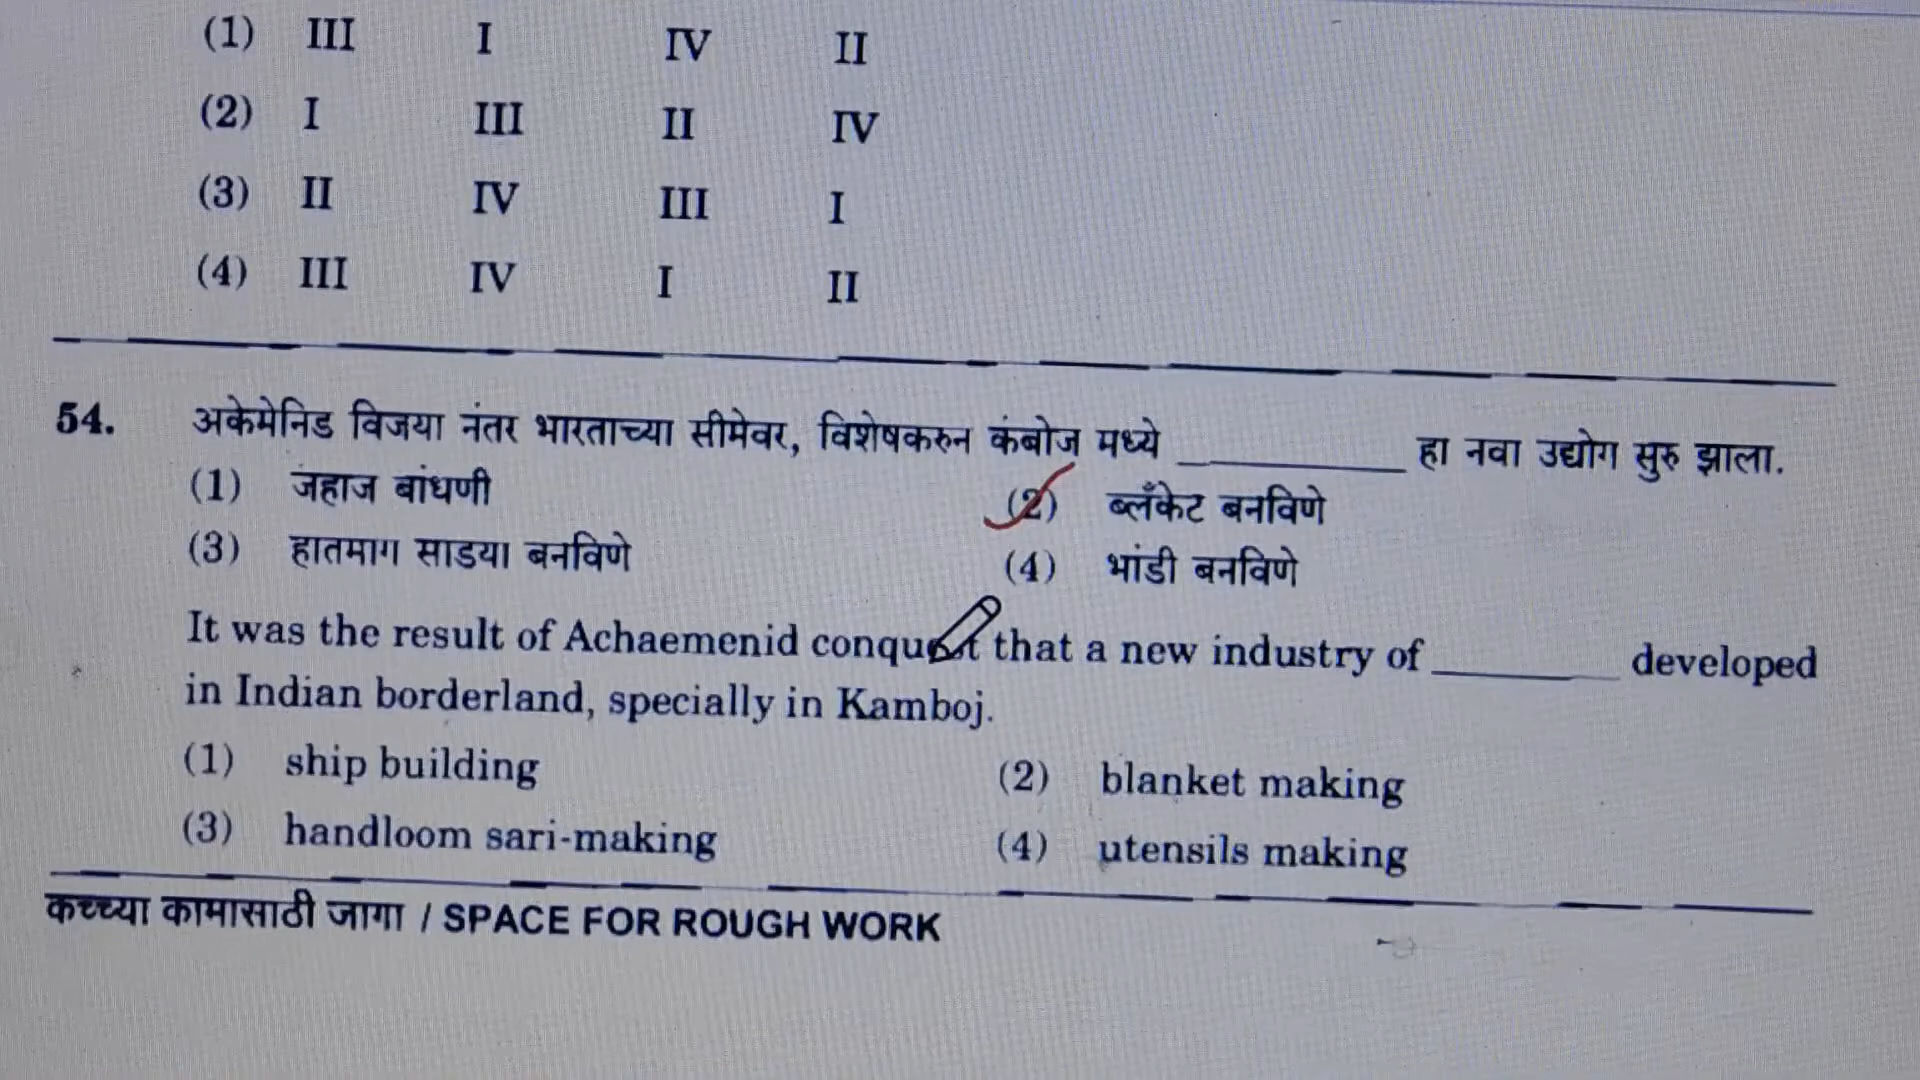 (1) III I IV II
(2) I III II IV
(3) II IV III I
(4) III IV I II
54. अकेमेनिड विजया नंतर भारताच्या सीमेवर, विशेषकरुन कंबोज मध्ये __________ हा नवा उद्योग सुरु झाला.
(1) जहाज बांधणी (2) ब्लँकेट बनविणे
(3) हातमाग साडया बनविणे (4) भांडी बनविणे
It was the result of Achaemenid conquest that a new industry of __________ developed
in Indian borderland, specially in Kamboj.
(1) ship building (2) blanket making
(3) handloom sari-making (4) utensils making
कच्च्या कामासाठी जागा / SPACE FOR ROUGH WORK